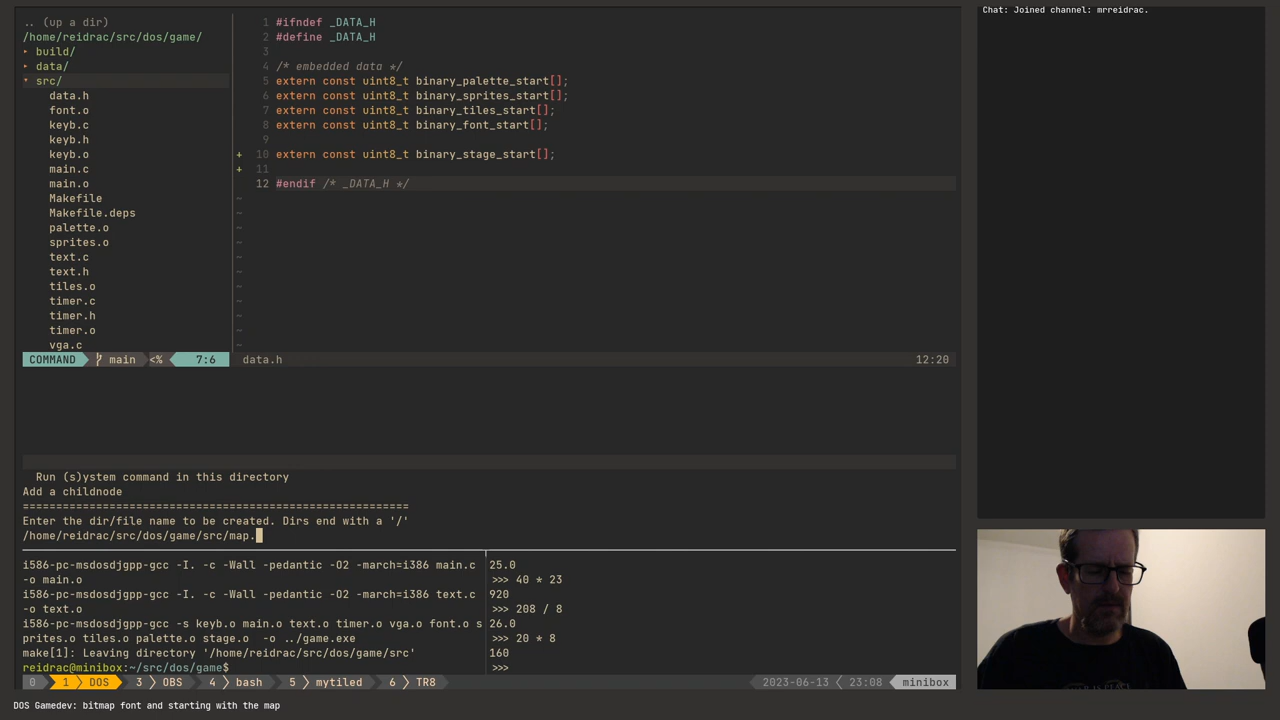 .. (up a dir)
/home/reidrac/src/dos/game/
▸ build/
▸ data/
▾ src/
data.h
font.o
keyb.c
keyb.h
keyb.o
main.c
main.o
Makefile
Makefile.deps
palette.o
sprites.o
text.c
text.h
tiles.o
timer.c
timer.h
timer.o
vga.c
COMMAND main <% 7:6
1 #ifndef _DATA_H
2 #define _DATA_H
3
4 /* embedded data */
5 extern const uint8_t binary_palette_start[];
6 extern const uint8_t binary_sprites_start[];
7 extern const uint8_t binary_tiles_start[];
8 extern const uint8_t binary_font_start[];
9
+ 10 extern const uint8_t binary_stage_start[];
+ 11
12 #endif /* _DATA_H */
~
~
~
~
~
~
~
~
~
~
~
data.h 12:20
Run (s)ystem command in this directory
Add a childnode
==========================================================
Enter the dir/file name to be created. Dirs end with a '/'
/home/reidrac/src/dos/game/src/map.
i586-pc-msdosdjgpp-gcc -I. -c -Wall -pedantic -O2 -march=i386 main.c
-o main.o
i586-pc-msdosdjgpp-gcc -I. -c -Wall -pedantic -O2 -march=i386 text.c
-o text.o
i586-pc-msdosdjgpp-gcc -s keyb.o main.o text.o timer.o vga.o font.o s
prites.o tiles.o palette.o stage.o  -o ../game.exe
make[1]: Leaving directory '/home/reidrac/src/dos/game/src'
reidrac@minibox:~/src/dos/game$
25.0
>>> 40 * 23
920
>>> 208 / 8
26.0
>>> 20 * 8
160
>>>
0 1 DOS 3 OBS 4 bash 5 mytiled 6 TR8 2023-06-13 23:08 minibox
DOS Gamedev: bitmap font and starting with the map
Chat: Joined channel: mrreidrac.